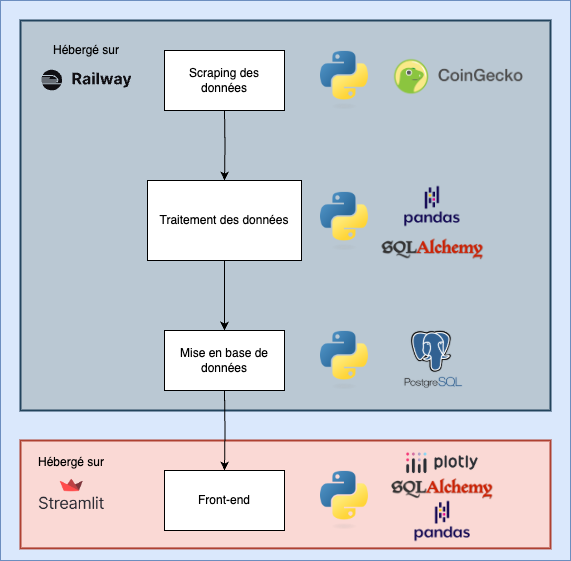 Hébergé sur
Railway
Scraping des
données
CoinGecko
Traitement des données
pandas
SQLAlchemy
Mise en base de
données
PostgreSQL
Hébergé sur
Streamlit
Front-end
plotly
SQLAlchemy
pandas